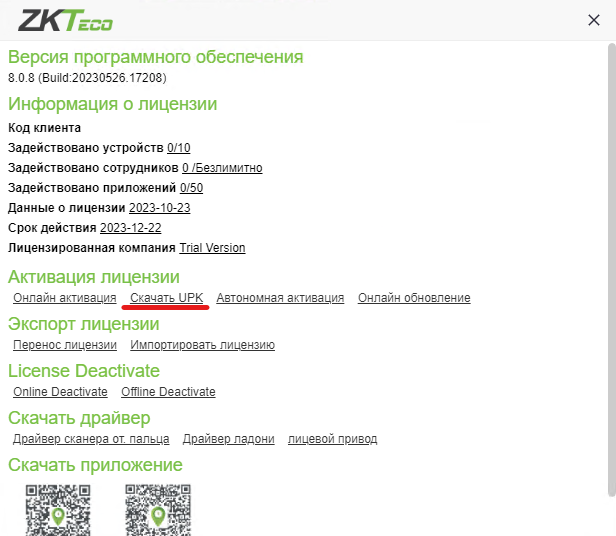 ZKTECO
Версия программного обеспечения
8.0.8 (Build:20230526.17208)
Информация о лицензии
Код клиента
Задействовано устройств 0/10
Задействовано сотрудников 0 /Безлимитно
Задействовано приложений 0/50
Данные о лицензии 2023-10-23
Срок действия 2023-12-22
Лицензированная компания Trial Version
Активация лицензии
Онлайн активация Скачать UPK Автономная активация Онлайн обновление
Экспорт лицензии
Перенос лицензии Импортировать лицензию
License Deactivate
Online Deactivate Offline Deactivate
Скачать драйвер
Драйвер сканера от. пальца Драйвер ладони лицевой привод
Скачать приложение